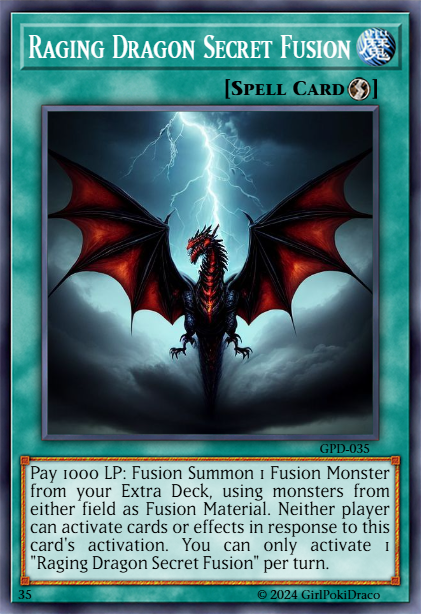 Raging Dragon Secret Fusion
魔
[Spell Card]
GPD-035
Pay 1000 LP: Fusion Summon 1 Fusion Monster
from your Extra Deck, using monsters from
either field as Fusion Material. Neither player
can activate cards or effects in response to this
card's activation. You can only activate 1
"Raging Dragon Secret Fusion" per turn.
35
© 2024 GirlPokiDraco